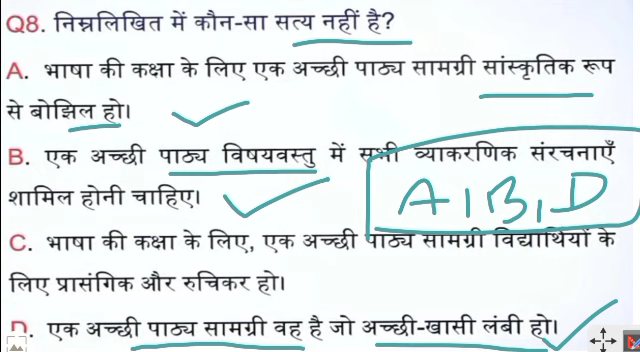 Q8. निम्नलिखित में कौन-सा सत्य नहीं है?
A. भाषा की कक्षा के लिए एक अच्छी पाठ्य सामग्री सांस्कृतिक रूप
से बोझिल हो।
B. एक अच्छी पाठ्य विषयवस्तु में सभी व्याकरणिक संरचनाएँ
शामिल होनी चाहिए।
A, B, D
C. भाषा की कक्षा के लिए, एक अच्छी पाठ्य सामग्री विद्यार्थियों के
लिए प्रासंगिक और रुचिकर हो।
D. एक अच्छी पाठ्य सामग्री वह है जो अच्छी-खासी लंबी हो।